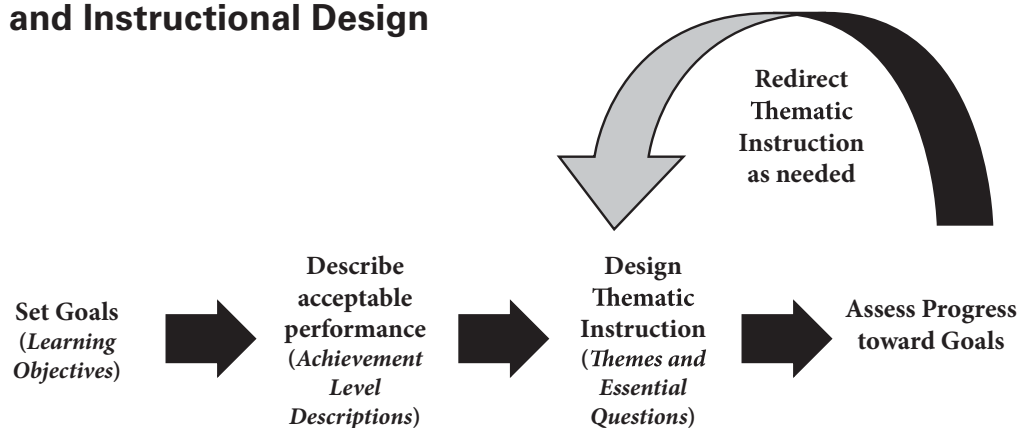 and Instructional Design
Redirect
Thematic
Instruction
as needed
Set Goals
(Learning
Objectives)
Describe
acceptable
performance
(Achievement
Level
Descriptions)
Design
Thematic
Instruction
(Themes and
Essential
Questions)
Assess Progress
toward Goals